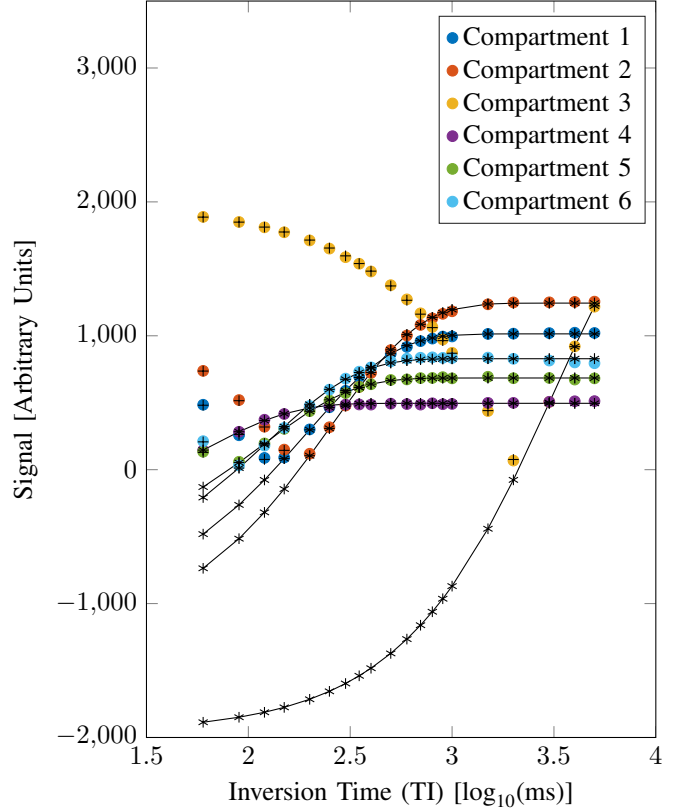 Compartment 1
Compartment 2
Compartment 3
Compartment 4
Compartment 5
Compartment 6
3,000
2,000
1,000
0
−1,000
−2,000
Signal [Arbitrary Units]
1.5 2 2.5 3 3.5 4
Inversion Time (TI) [log10(ms)]